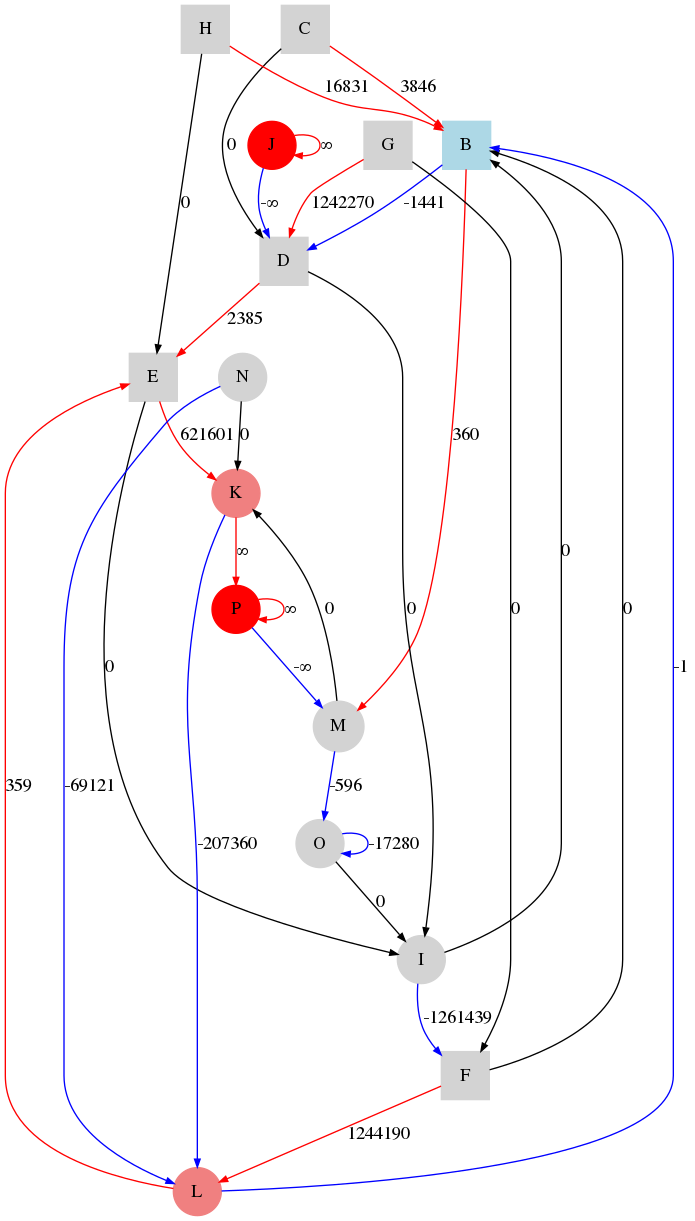 H C
16831 3846
J G B
0 ∞
0 -∞ 1242270 -1441
D
2385
E N
621601 0 360
K
∞ 0
P ∞ 0 0 0
0 -∞ -1
M
359 -69121 -596
-207360 O -17280
0
I
-1261439
F
1244190
L